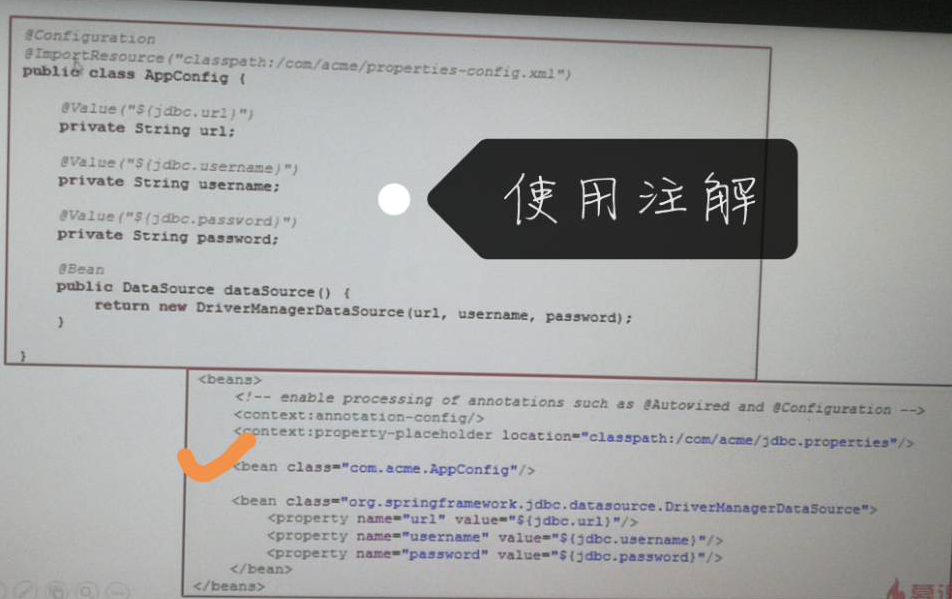 @Configuration
@ImportResource("classpath:/com/acme/properties-config.xml")
public class AppConfig {
@Value("${jdbc.url}")
private String url;
@Value("${jdbc.username}")
private String username;
@Value("${jdbc.password}")
private String password;
@Bean
public DataSource dataSource() {
return new DriverManagerDataSource(url, username, password);
}
}
使用注解
<beans>
<!-- enable processing of annotations such as @Autowired and @Configuration -->
<context:annotation-config/>
<context:property-placeholder location="classpath:/com/acme/jdbc.properties"/>
<bean class="com.acme.AppConfig"/>
<bean class="org.springframework.jdbc.datasource.DriverManagerDataSource">
<property name="url" value="${jdbc.url}"/>
<property name="username" value="${jdbc.username}"/>
<property name="password" value="${jdbc.password}"/>
</bean>
</beans>